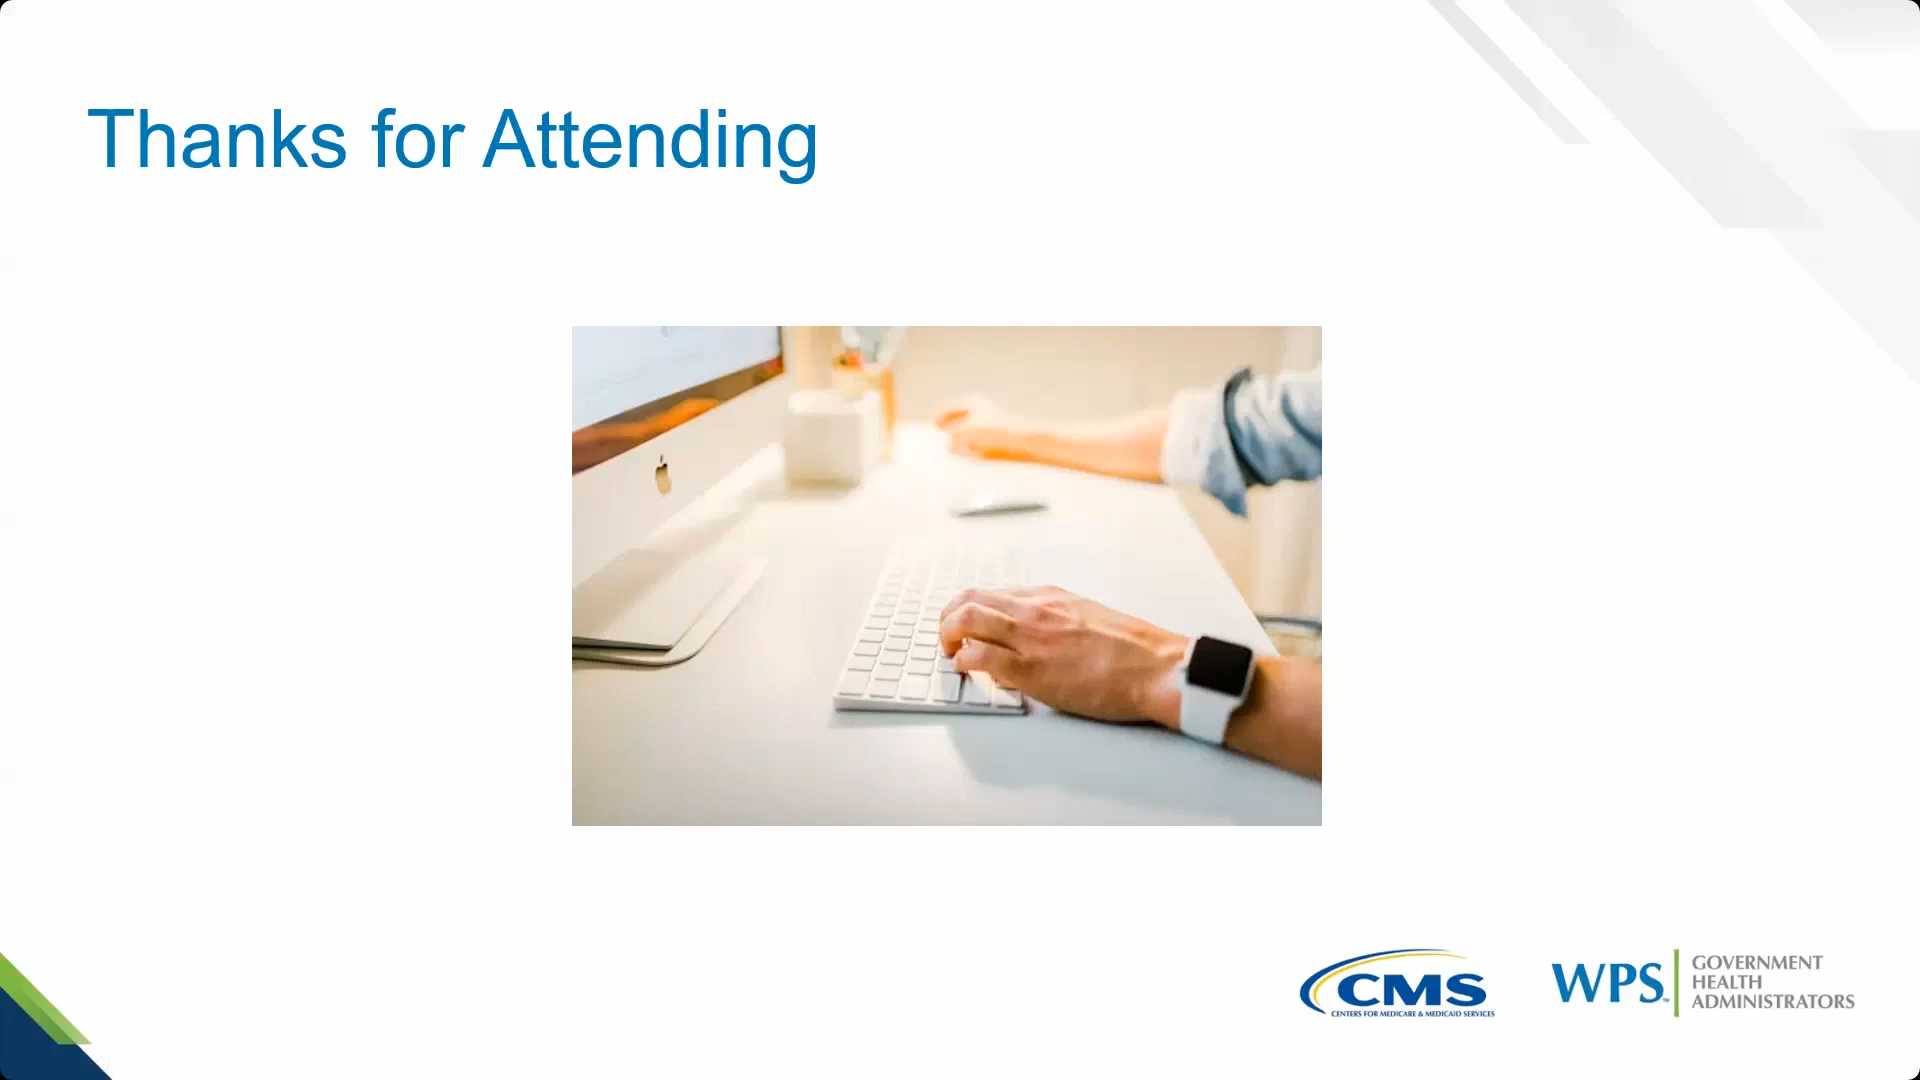 Thanks for Attending
CMS
CENTERS FOR MEDICARE & MEDICAID SERVICES
WPS
GOVERNMENT
HEALTH
ADMINISTRATORS